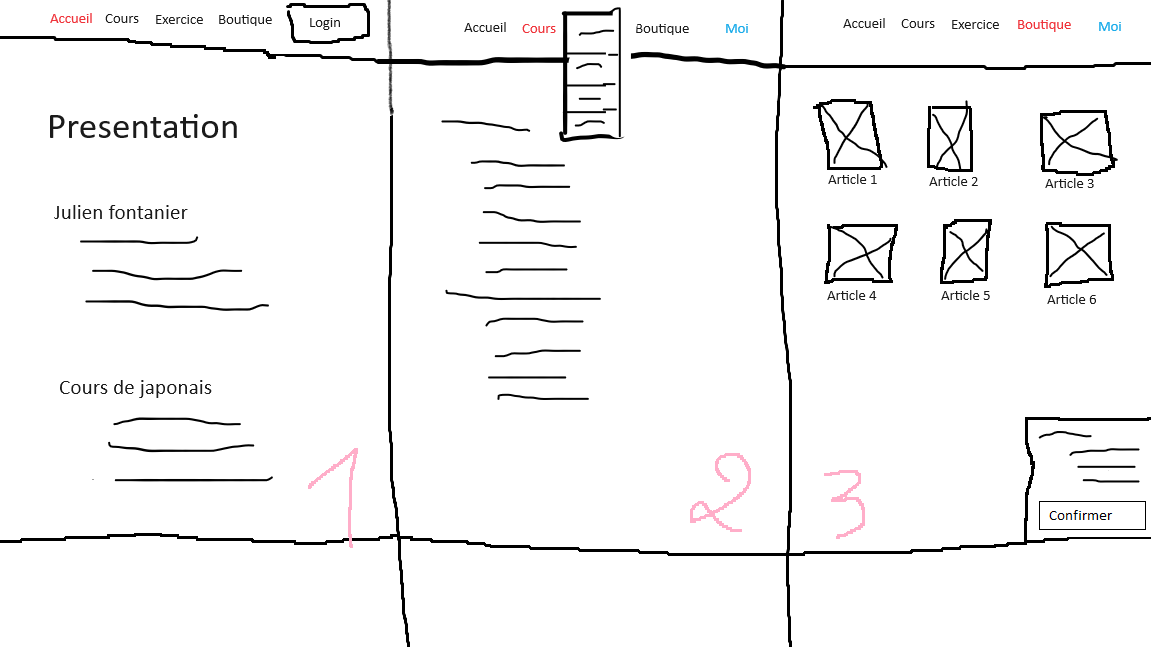 Accueil Cours Exercice Boutique Login
Presentation
Julien fontanier
Cours de japonais
1
Accueil Cours Boutique Moi
2
Accueil Cours Exercice Boutique Moi
Article 1 Article 2 Article 3
Article 4 Article 5 Article 6
3
Confirmer